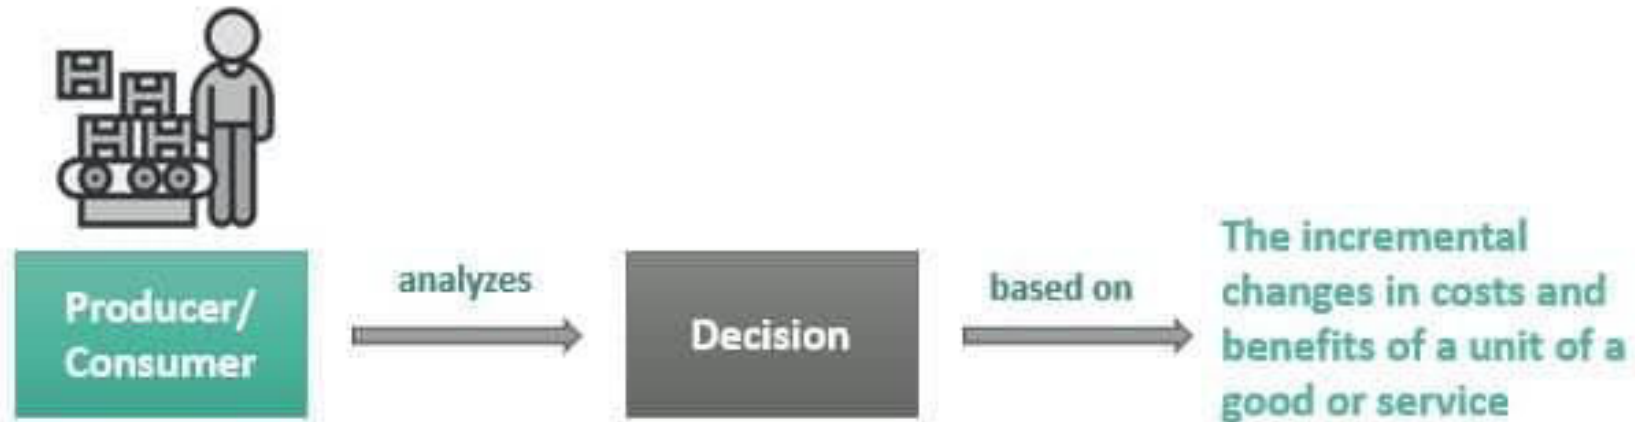 Producer/
Consumer
analyzes
Decision
based on
The incremental
changes in costs and
benefits of a unit of a
good or service